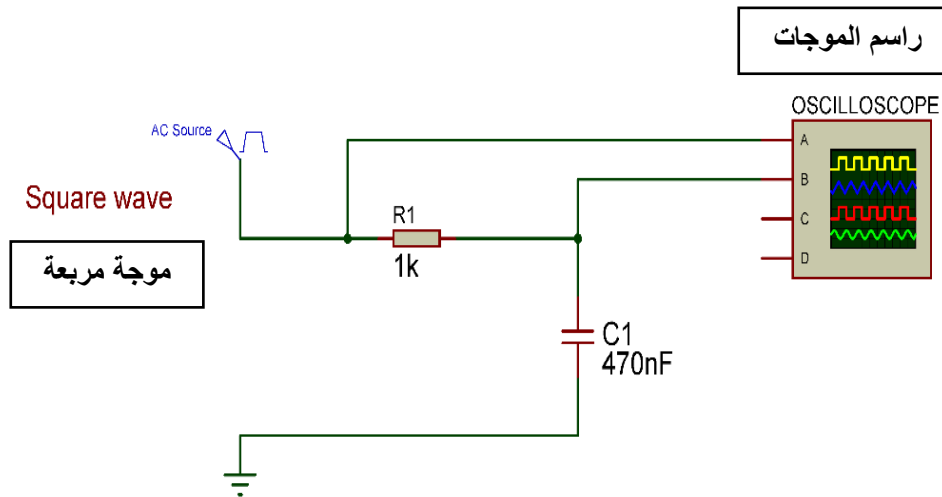 راسم الموجات
OSCILLOSCOPE
AC Source
A
B
Square wave
R1
C
موجة مربعة
1k
D
C1
470nF